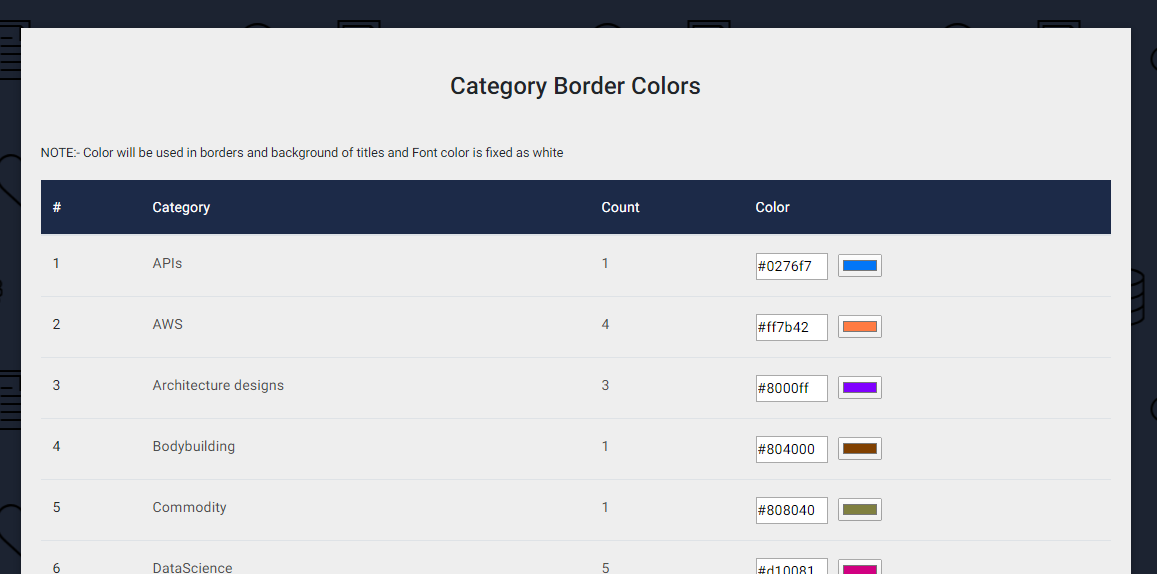 Category Border Colors
NOTE:- Color will be used in borders and background of titles and Font color is fixed as white
# Category Count Color
1 APIs 1 #0276f7
2 AWS 4 #ff7b42
3 Architecture designs 3 #8000ff
4 Bodybuilding 1 #804000
5 Commodity 1 #808040
6 DataScience 5 #d10081